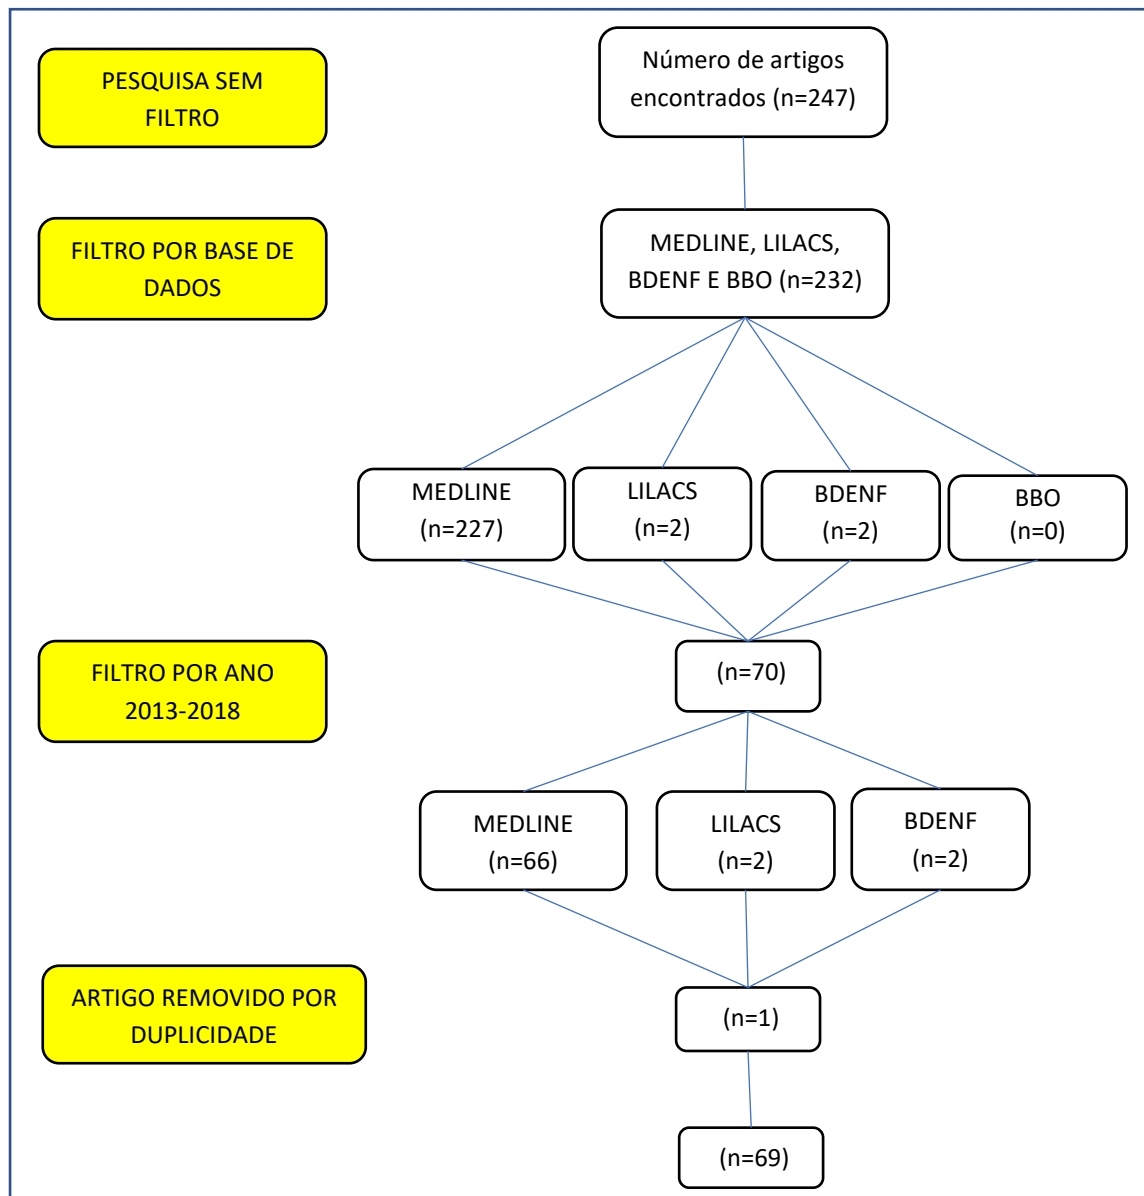 PESQUISA SEM
FILTRO
Número de artigos
encontrados (n=247)
FILTRO POR BASE DE
DADOS
MEDLINE, LILACS,
BDENF E BBO (n=232)
MEDLINE
(n=227)
LILACS
(n=2)
BDENF
(n=2)
BBO
(n=0)
FILTRO POR ANO
2013-2018
(n=70)
MEDLINE
(n=66)
LILACS
(n=2)
BDENF
(n=2)
ARTIGO REMOVIDO POR
DUPLICIDADE
(n=1)
(n=69)